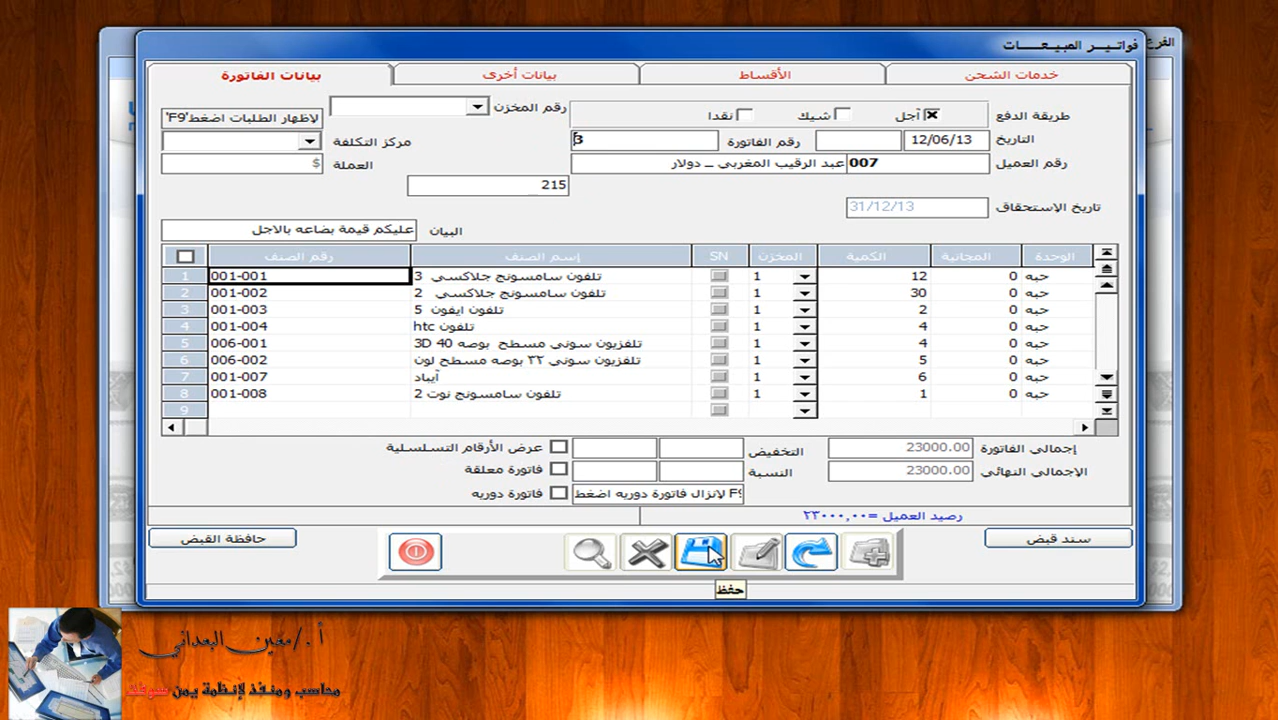 الفرع
فواتـيـر المبـيـعـــات
خدمات الشحن
الأقساط
بيانات أخرى
بيانات الفاتورة
طريقة الدفع آجل شيك نقدا رقم المخزن لإظهار الطلبات اضغط'F9'
التاريخ 12/06/13 رقم الفاتورة 3 مركز التكلفة
رقم العميل 007 عبد الرقيب المغربي ــ دولار العملة $
215
تاريخ الإستحقاق 31/12/13
البيان عليكم قيمة بضاعه بالاجل
رقم الصنف إسم الصنف SN المخزن الكمية المجانية الوحدة
1 001-001 تلفون سامسونج جلاكسي 3 1 12 0 حبه
2 001-002 تلفون سامسونج جلاكسي 2 1 30 0 حبه
3 001-003 تلفون ايفون 5 1 2 0 حبه
4 001-004 تلفون htc 1 4 0 حبه
5 006-001 تلفزيون سوني مسطح بوصه 40 3D 1 4 0 حبه
6 006-002 تلفزيون سوني ٣٢ بوصه مسطح لون 1 5 0 حبه
7 001-007 آيباد 1 6 0 حبه
8 001-008 تلفون سامسونج نوت 2 1 1 0 حبه
9
إجمالي الفاتورة 23000.00 التخفيض عرض الأرقام التسلسلية
الإجمالي النهائي 23000.00 النسبة فاتورة معلقة
لإنزال فاتورة دوريه اضغط F9 فاتورة دوريه
رصيد العميل =٢٣٠٠٠,٠٠
سند قبض
حافظة القبض
حفظ
أ./معين البعداني
محاسب ومنفذ لإنظمة يمن سوفت